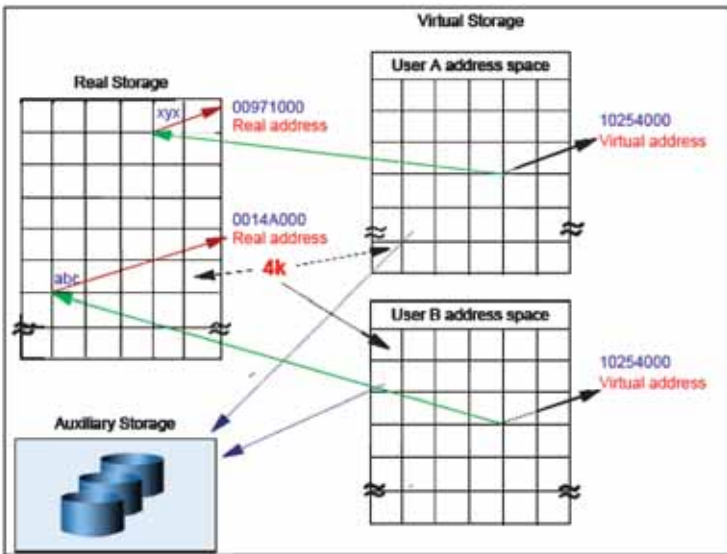 Virtual Storage
User A address space
Real Storage
xyx
00971000
Real address
10254000
Virtual address
0014A000
Real address
abc
4k
User B address space
10254000
Virtual address
Auxiliary Storage